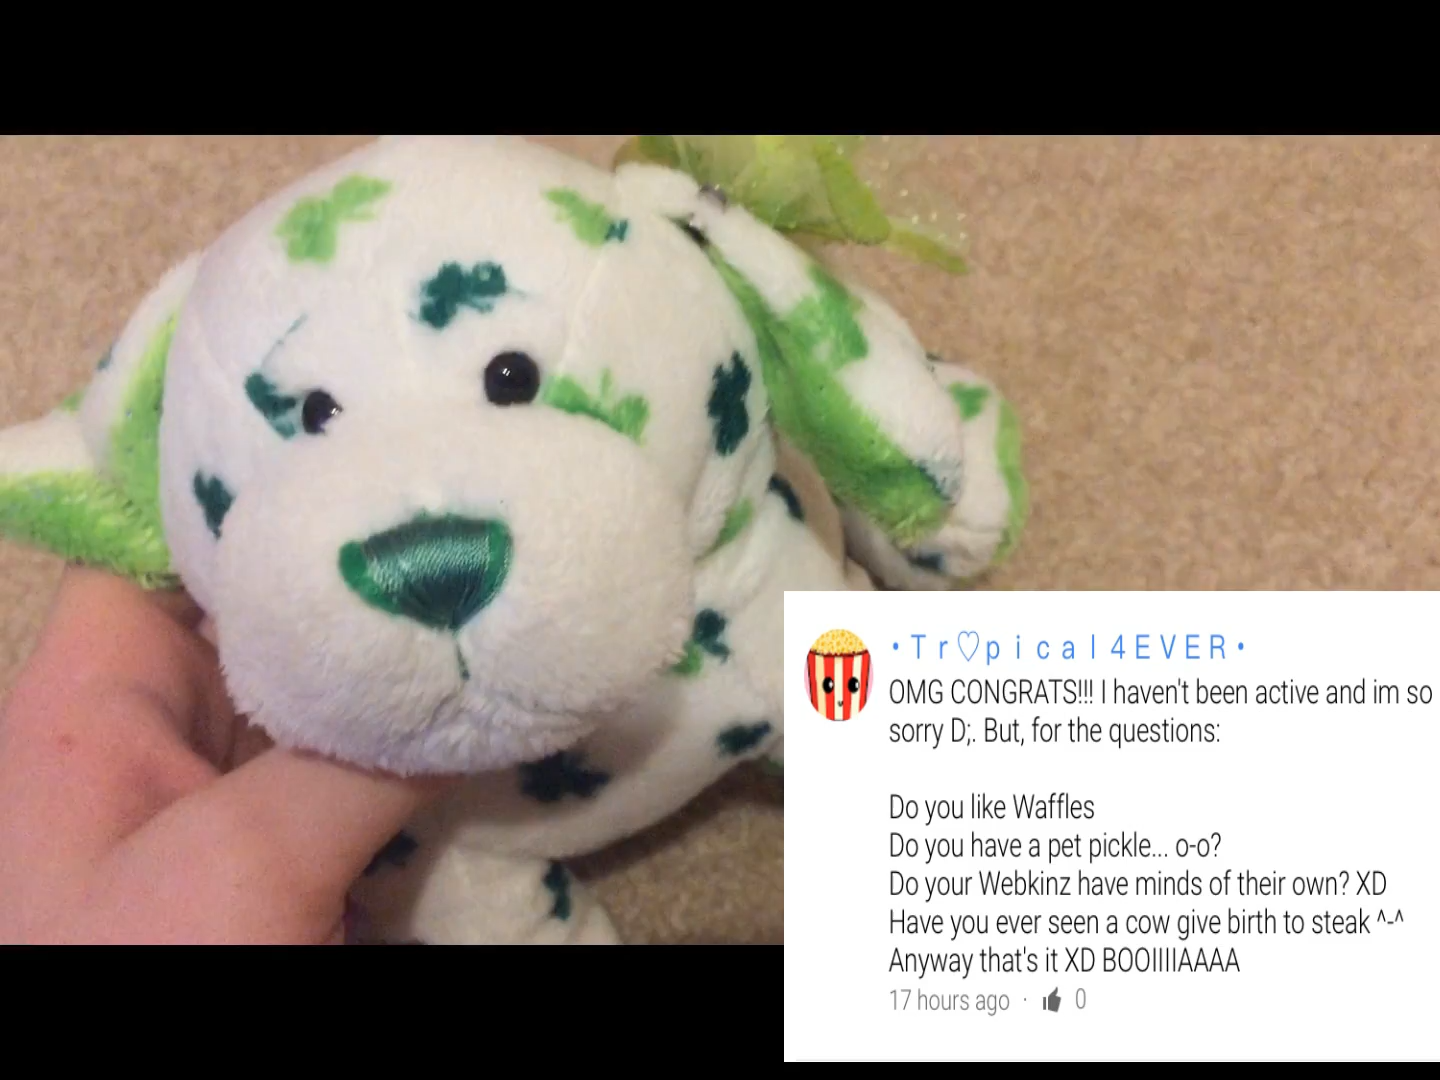 •Tr♡pical4EVER•
OMG CONGRATS!!! I haven't been active and im so
sorry D;. But, for the questions:
Do you like Waffles
Do you have a pet pickle... o-o?
Do your Webkinz have minds of their own? XD
Have you ever seen a cow give birth to steak ^-^
Anyway that's it XD BOOIIIIAAAA
17 hours ago · 0